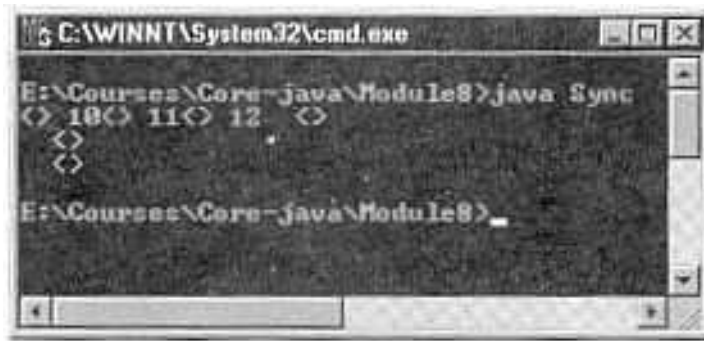 C:\WINNT\System32\cmd.exe
E:\Courses\Core-java\Module8>java Sync
<> 10<> 11<> 12 <>
<>
<>
E:\Courses\Core-java\Module8>